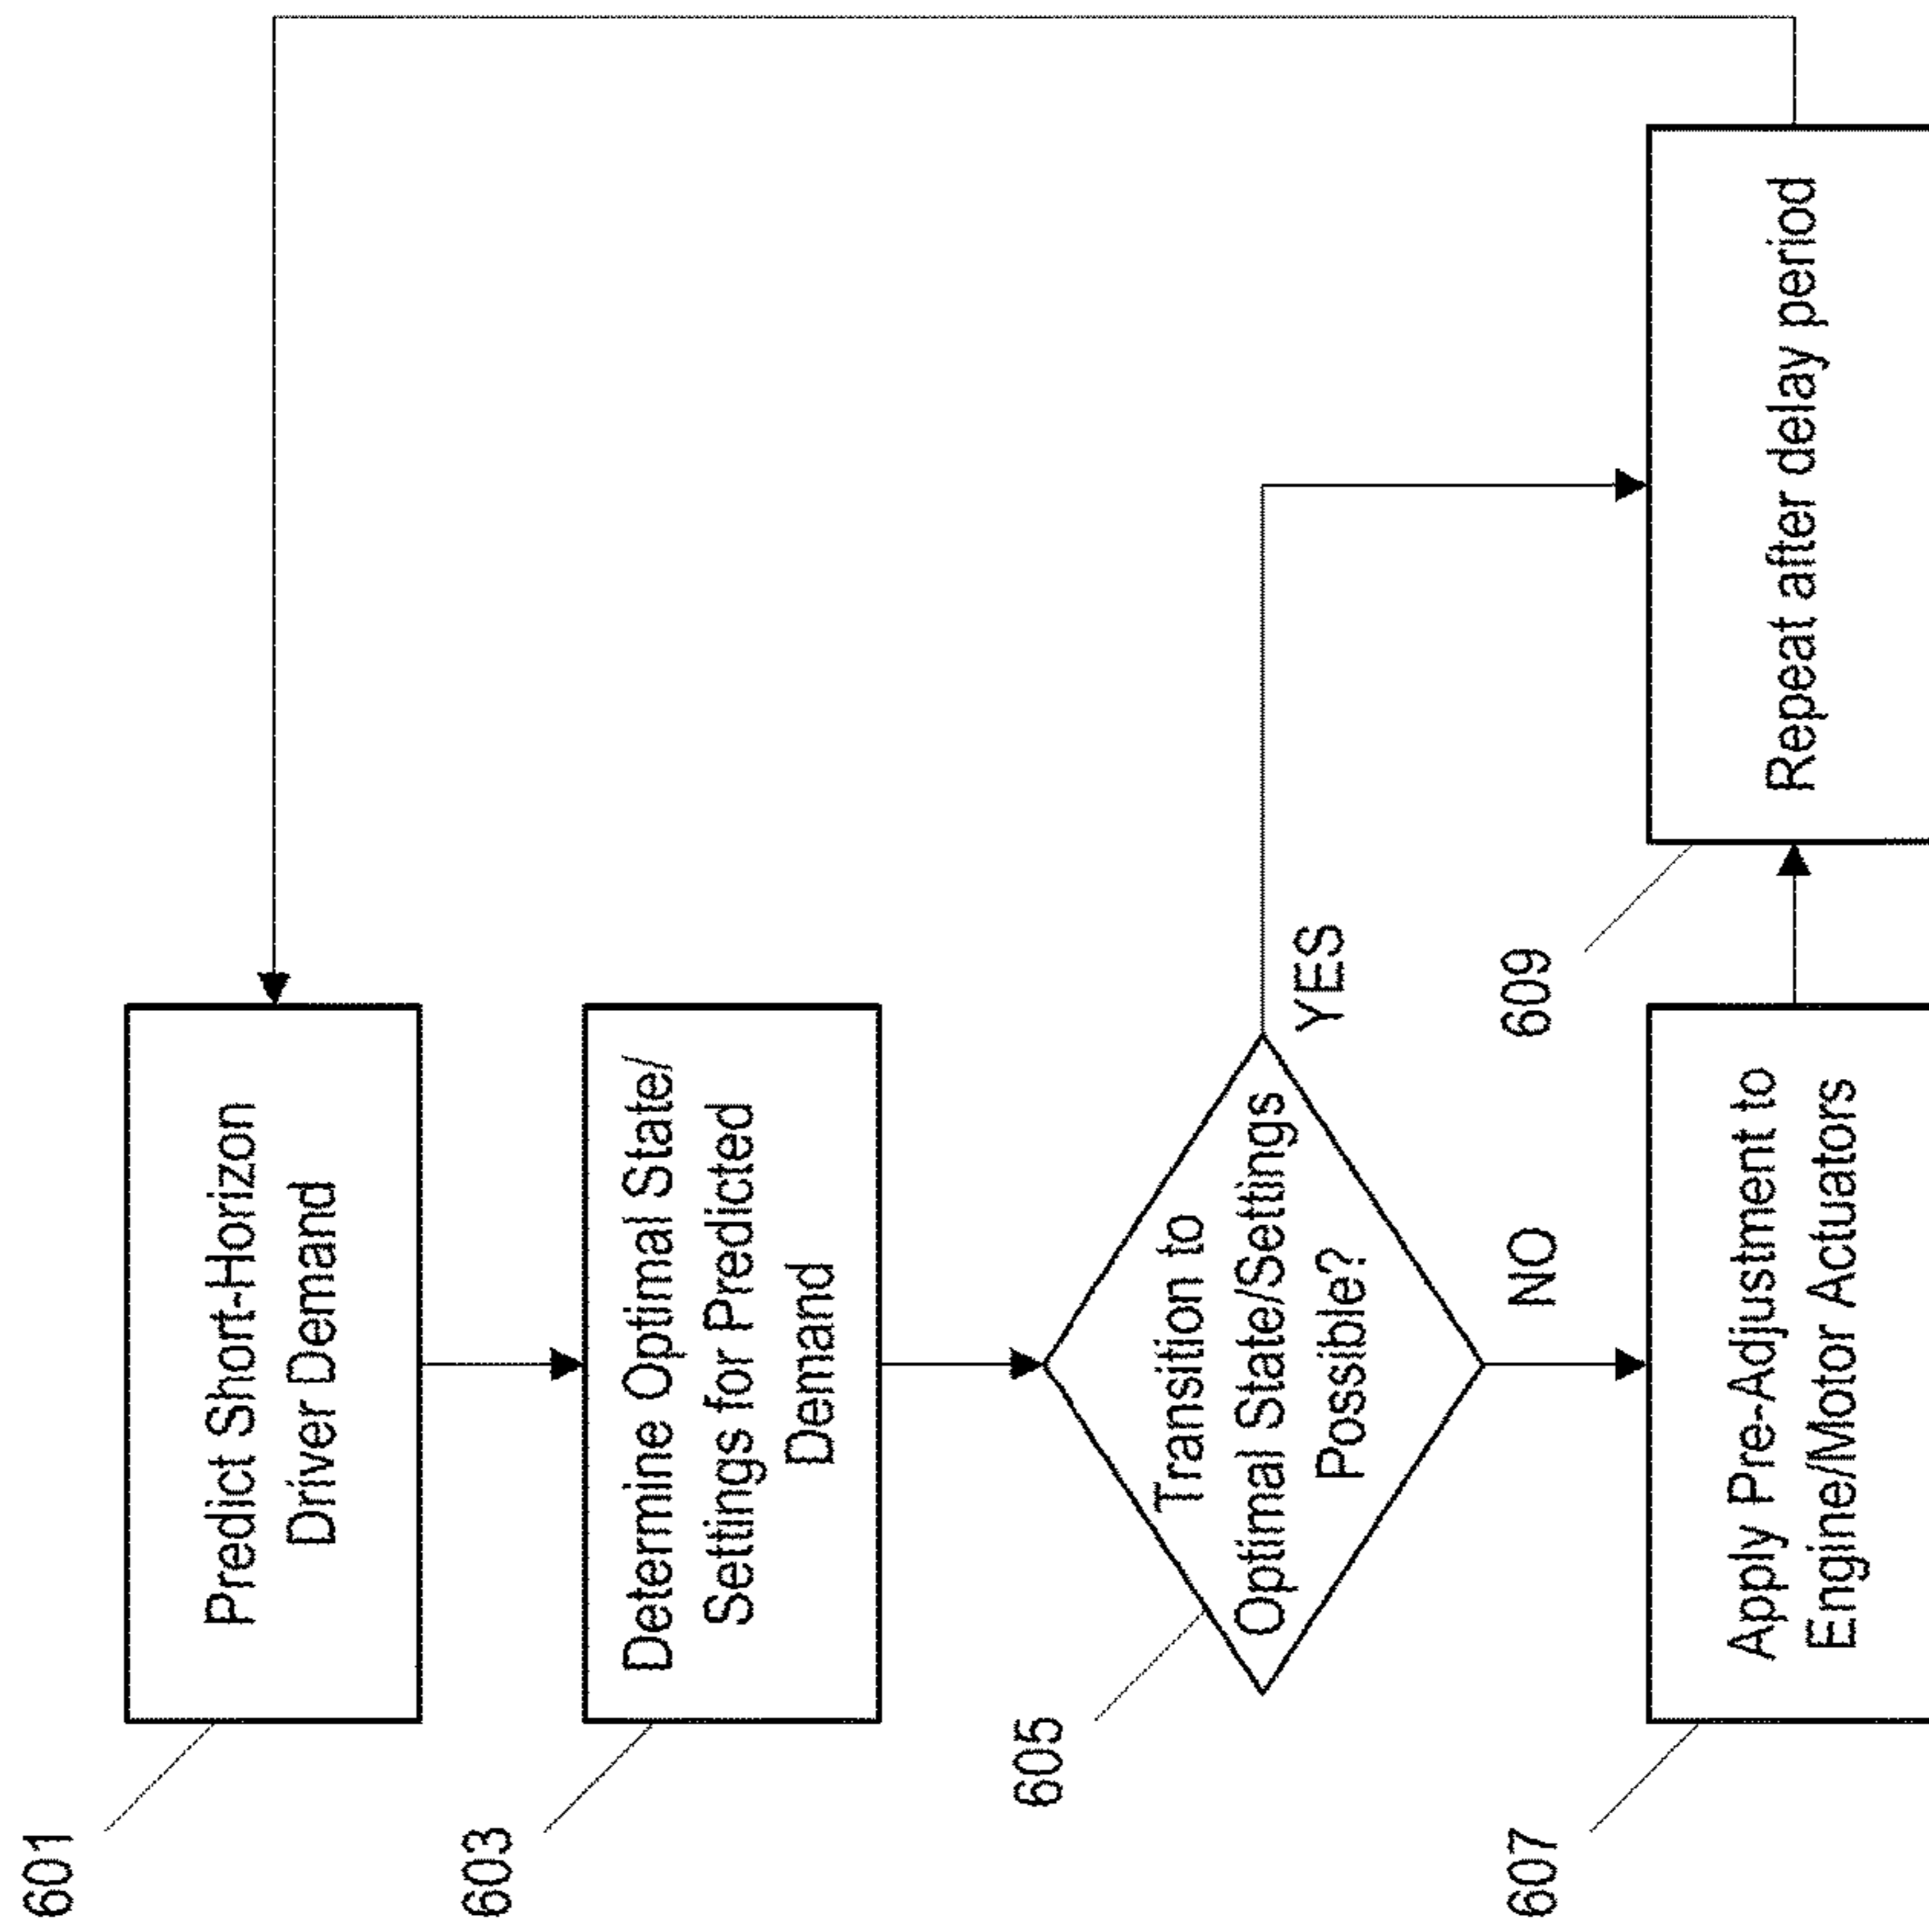 601
Predict Short-Horizon
Driver Demand
603
Determine Optimal State/
Settings for Predicted
Demand
605
Transition to
Optimal State/Settings
Possible?
YES
NO
607
Apply Pre-Adjustment to
Engine/Motor Actuators
609
Repeat after delay period